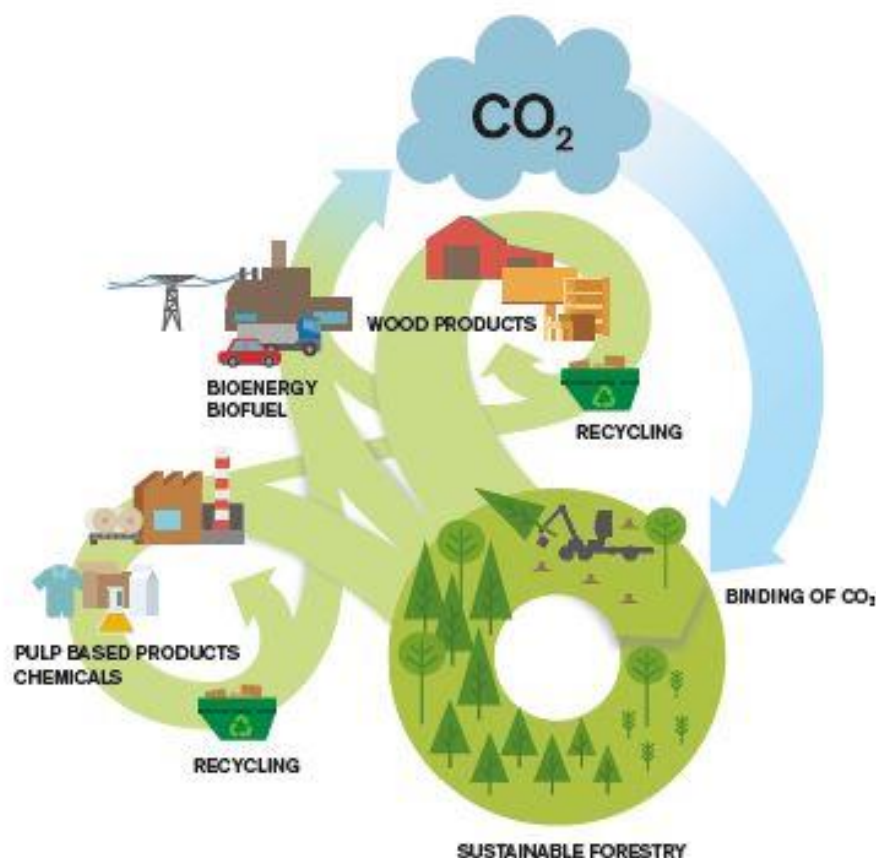 CO₂
WOOD PRODUCTS
BIOENERGY
BIOFUEL
RECYCLING
BINDING OF CO₂
PULP BASED PRODUCTS
CHEMICALS
RECYCLING
SUSTAINABLE FORESTRY